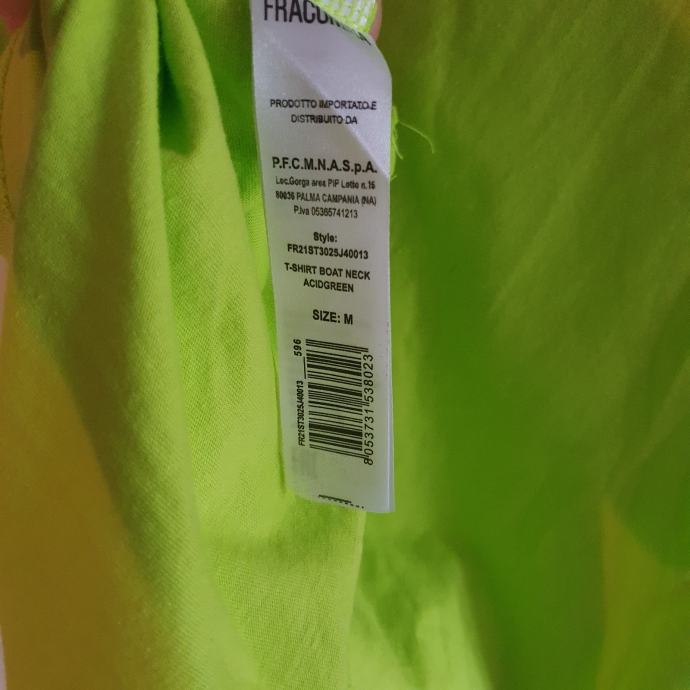 PRODOTTO IMPORTATO E
DISTRIBUITO DA
P.F.C.M.N.A.S.p.A.
Loc.Gorga area PIP Lotto n.16
80036 PALMA CAMPANIA (NA)
P.iva 05365741213
Style:
FR21ST3025J40013
T-SHIRT BOAT NECK
ACIDGREEN
SIZE: M
FR21ST3025J40013 596
8053731538023